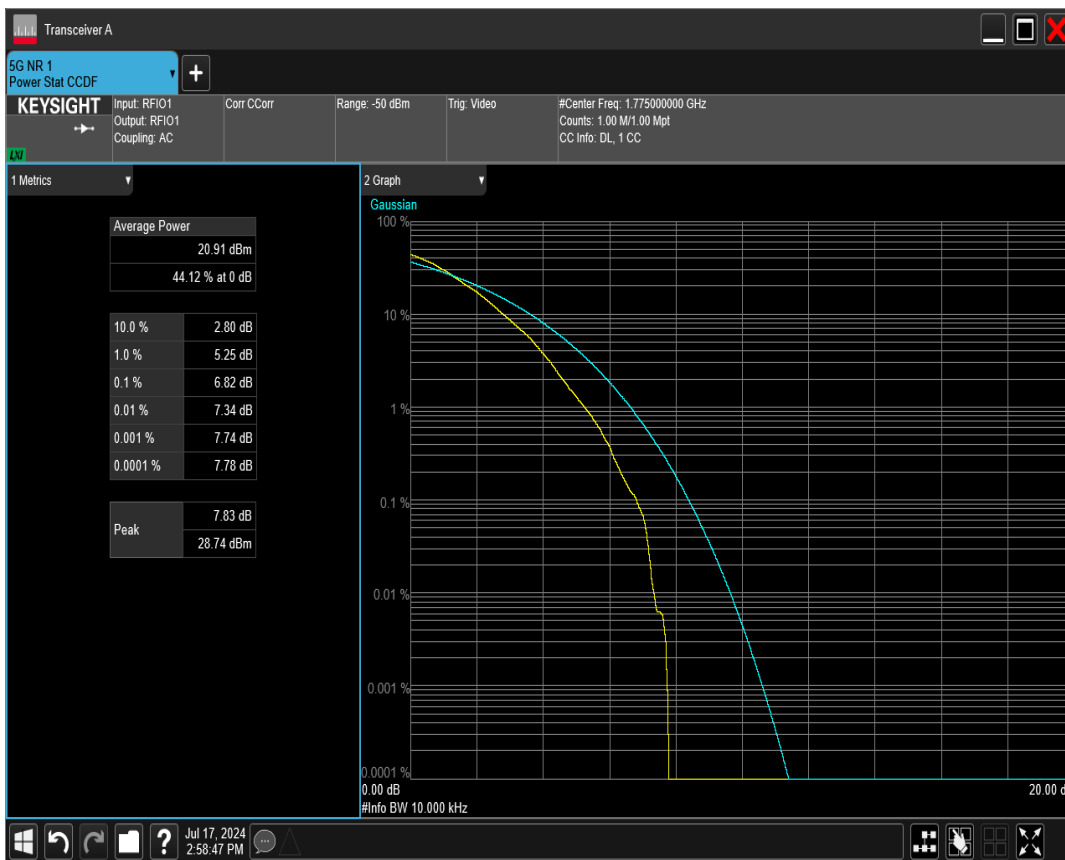 Transceiver A
5G NR 1
Power Stat CCDF
KEYSIGHT
LXI
Input: RFIO1
Output: RFIO1
Coupling: AC
Corr CCorr
Range: -50 dBm
Trig: Video
#Center Freq: 1.775000000 GHz
Counts: 1.00 M/1.00 Mpt
CC Info: DL, 1 CC
1 Metrics
Average Power
20.91 dBm
44.12 % at 0 dB
10.0 % 2.80 dB
1.0 % 5.25 dB
0.1 % 6.82 dB
0.01 % 7.34 dB
0.001 % 7.74 dB
0.0001 % 7.78 dB
Peak
7.83 dB
28.74 dBm
2 Graph
Gaussian
100 %
10 %
1 %
0.1 %
0.01 %
0.001 %
0.0001 %
0.00 dB
20.00 d
#Info BW 10.000 kHz
?
Jul 17, 2024
2:58:47 PM